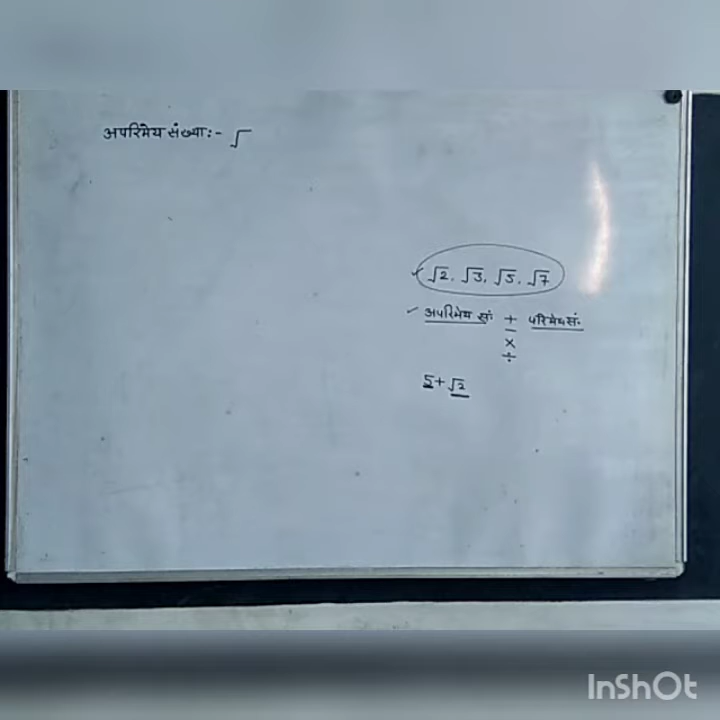 अपरिमेय संख्या:- √
✓ √2, √3, √5, √7
✓ अपरिमेय सं॰ + परिमेय सं॰
−
×
÷
5+√2
InShOt